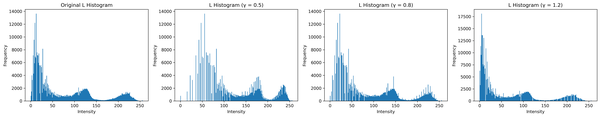 Original L Histogram
Frequency
14000
12000
10000
8000
6000
4000
2000
0
0 50 100 150 200 250
Intensity
L Histogram (γ = 0.5)
Frequency
14000
12000
10000
8000
6000
4000
2000
0
0 50 100 150 200 250
Intensity
L Histogram (γ = 0.8)
Frequency
14000
12000
10000
8000
6000
4000
2000
0
0 50 100 150 200 250
Intensity
L Histogram (γ = 1.2)
Frequency
17500
15000
12500
10000
7500
5000
2500
0
0 50 100 150 200 250
Intensity